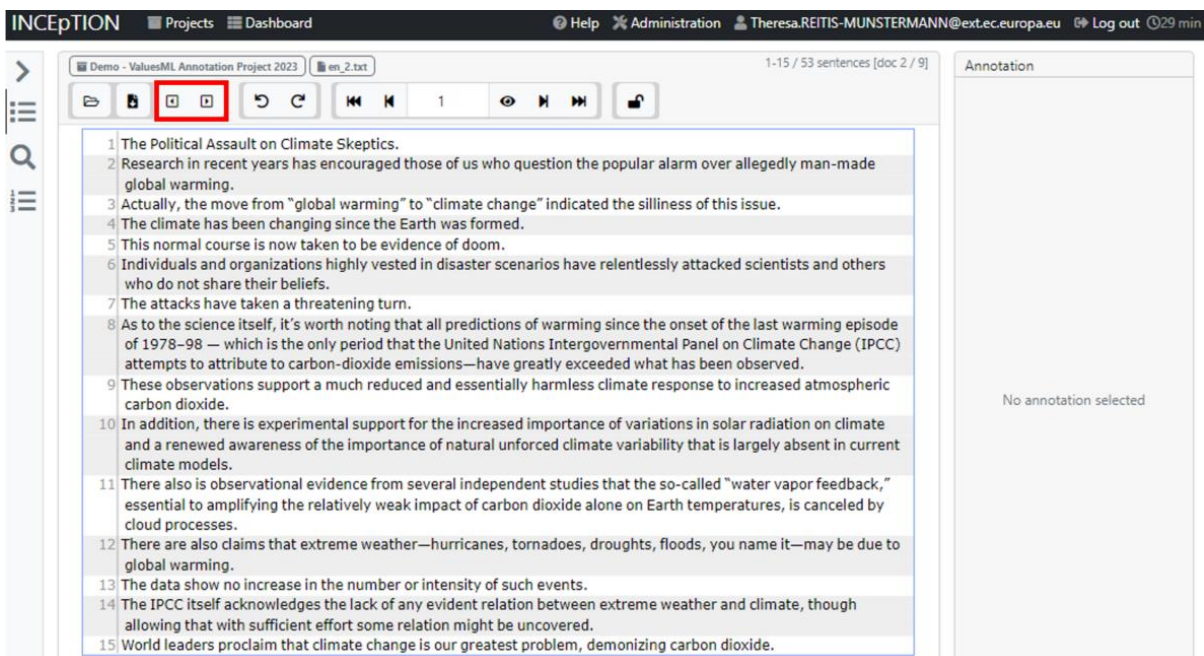 INCEpTION Projects Dashboard Help Administration Theresa.REITIS-MUNSTERMANN@ext.ec.europa.eu Log out 29 min
Demo - ValuesML Annotation Project 2023 en_2.txt 1-15 / 53 sentences [doc 2 / 9] Annotation
1
1 The Political Assault on Climate Skeptics.
2 Research in recent years has encouraged those of us who question the popular alarm over allegedly man-made
global warming.
3 Actually, the move from “global warming” to “climate change” indicated the silliness of this issue.
4 The climate has been changing since the Earth was formed.
5 This normal course is now taken to be evidence of doom.
6 Individuals and organizations highly vested in disaster scenarios have relentlessly attacked scientists and others
who do not share their beliefs.
7 The attacks have taken a threatening turn.
8 As to the science itself, it’s worth noting that all predictions of warming since the onset of the last warming episode
of 1978–98 — which is the only period that the United Nations Intergovernmental Panel on Climate Change (IPCC)
attempts to attribute to carbon-dioxide emissions—have greatly exceeded what has been observed.
9 These observations support a much reduced and essentially harmless climate response to increased atmospheric
carbon dioxide.
No annotation selected
10 In addition, there is experimental support for the increased importance of variations in solar radiation on climate
and a renewed awareness of the importance of natural unforced climate variability that is largely absent in current
climate models.
11 There also is observational evidence from several independent studies that the so-called “water vapor feedback,”
essential to amplifying the relatively weak impact of carbon dioxide alone on Earth temperatures, is canceled by
cloud processes.
12 There are also claims that extreme weather—hurricanes, tornadoes, droughts, floods, you name it—may be due to
global warming.
13 The data show no increase in the number or intensity of such events.
14 The IPCC itself acknowledges the lack of any evident relation between extreme weather and climate, though
allowing that with sufficient effort some relation might be uncovered.
15 World leaders proclaim that climate change is our greatest problem, demonizing carbon dioxide.